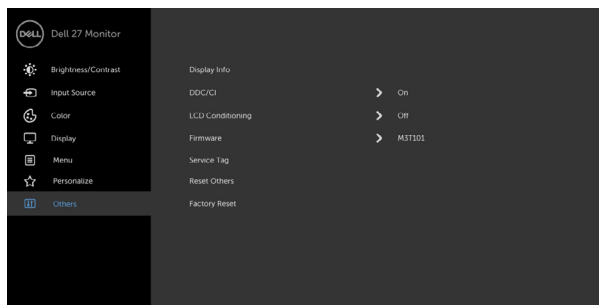 DELL Dell 27 Monitor
Brightness/Contrast
Display Info
Input Source
DDC/CI On
Color
LCD Conditioning Off
Display
Firmware M3T101
Menu
Service Tag
Personalize
Reset Others
Others
Factory Reset